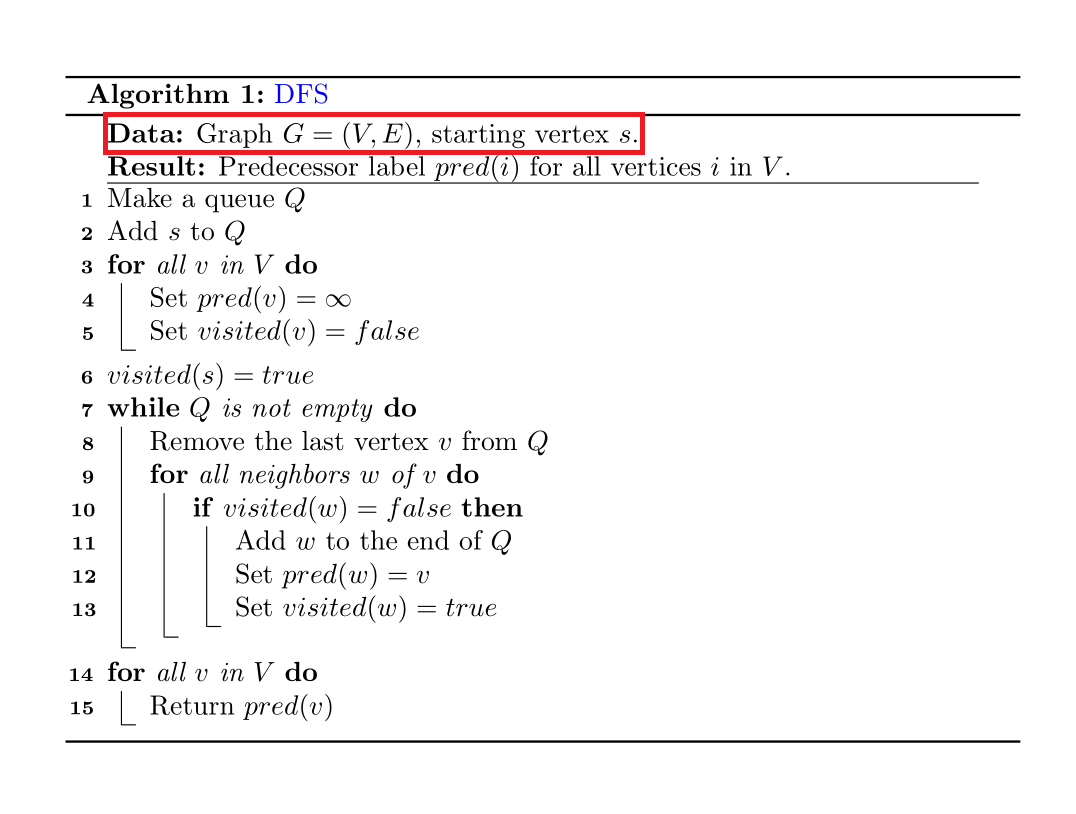 Algorithm 1: DFS
Data: Graph G = (V, E), starting vertex s.
Result: Predecessor label pred(i) for all vertices i in V.
1 Make a queue Q
2 Add s to Q
3 for all v in V do
4 Set pred(v) = ∞
5 Set visited(v) = false
6 visited(s) = true
7 while Q is not empty do
8 Remove the last vertex v from Q
9 for all neighbors w of v do
10 if visited(w) = false then
11 Add w to the end of Q
12 Set pred(w) = v
13 Set visited(w) = true
14 for all v in V do
15 Return pred(v)